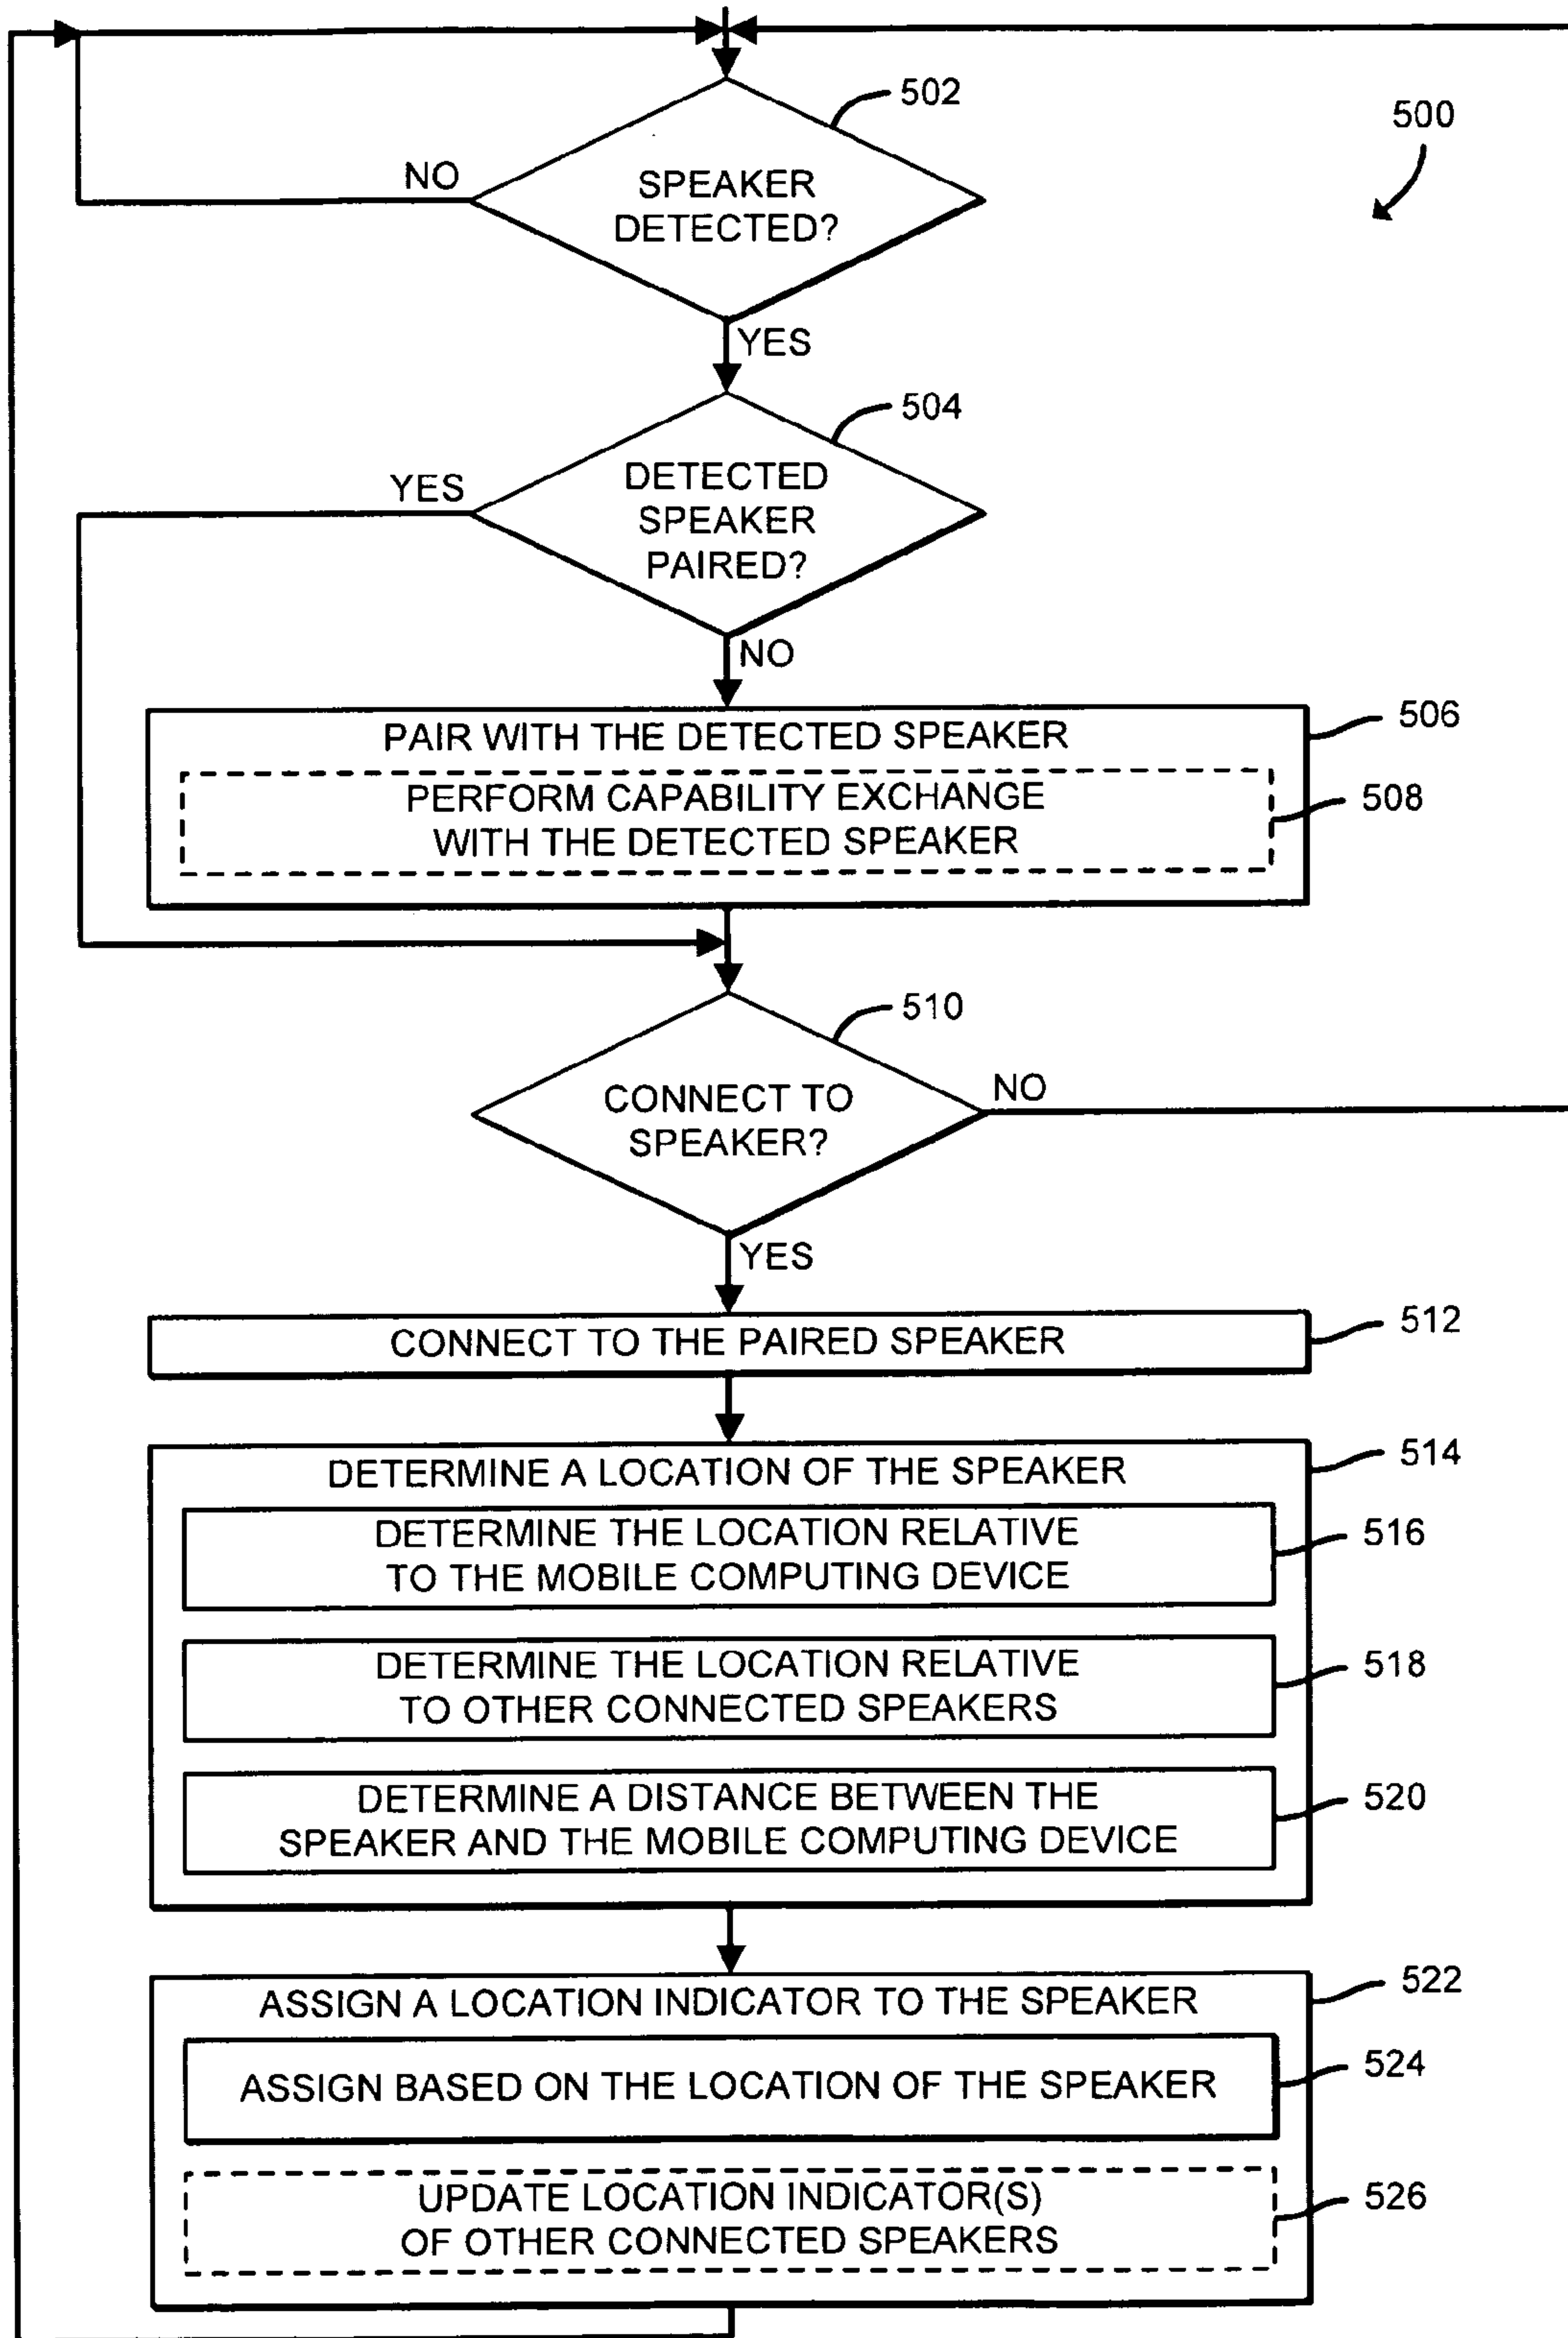 502
500
NO
SPEAKER
DETECTED?
YES
504
YES
DETECTED
SPEAKER
PAIRED?
NO
PAIR WITH THE DETECTED SPEAKER
506
PERFORM CAPABILITY EXCHANGE
WITH THE DETECTED SPEAKER
508
510
CONNECT TO
SPEAKER?
NO
YES
CONNECT TO THE PAIRED SPEAKER
512
DETERMINE A LOCATION OF THE SPEAKER
514
DETERMINE THE LOCATION RELATIVE
TO THE MOBILE COMPUTING DEVICE
516
DETERMINE THE LOCATION RELATIVE
TO OTHER CONNECTED SPEAKERS
518
DETERMINE A DISTANCE BETWEEN THE
SPEAKER AND THE MOBILE COMPUTING DEVICE
520
ASSIGN A LOCATION INDICATOR TO THE SPEAKER
522
ASSIGN BASED ON THE LOCATION OF THE SPEAKER
524
UPDATE LOCATION INDICATOR(S)
OF OTHER CONNECTED SPEAKERS
526